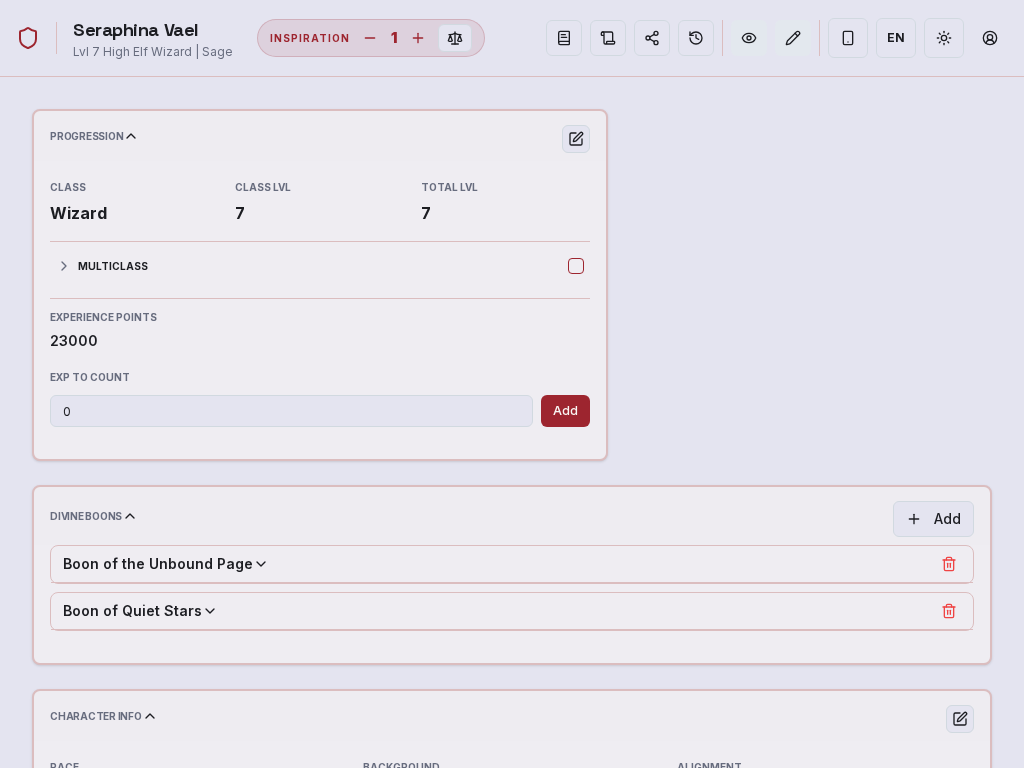 Seraphina Vael
Lvl 7 High Elf Wizard | Sage
INSPIRATION
1
EN
PROGRESSION
CLASS
CLASS LVL
TOTAL LVL
Wizard
7
7
MULTICLASS
EXPERIENCE POINTS
23000
EXP TO COUNT
0
Add
DIVINE BOONS
Add
Boon of the Unbound Page
Boon of Quiet Stars
CHARACTER INFO
RACE
BACKGROUND
ALIGNMENT